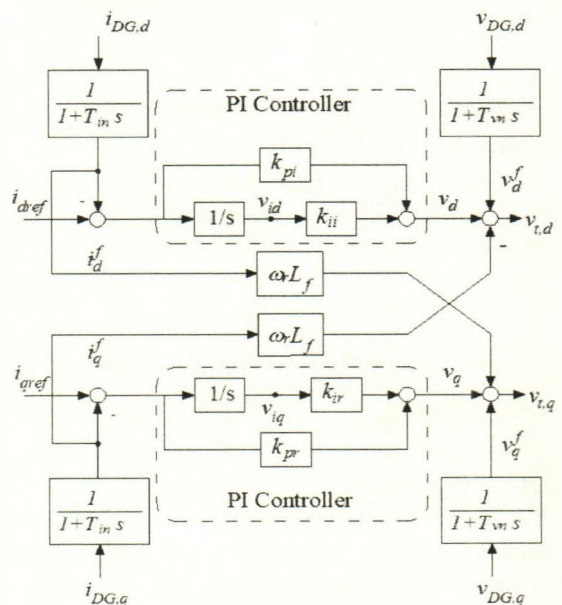 i_{DG,d}
v_{DG,d}
1
1+T_{in} s
PI Controller
1
1+T_{vn} s
k_{pi}
v_d^f
i_{dref}
-
1/s
v_{id}
k_{ii}
v_d
v_{t,d}
-
i_d^f
ω_r L_f
i_q^f
ω_r L_f
i_{qref}
-
1/s
v_{iq}
k_{ir}
v_q
v_{t,q}
k_{pr}
v_q^f
PI Controller
1
1+T_{in} s
1
1+T_{vn} s
i_{DG,q}
v_{DG,q}